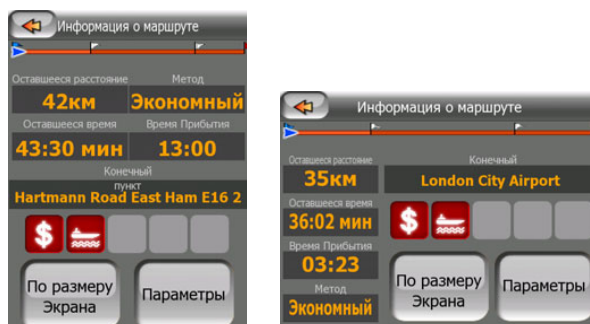 Информация о маршруте
Оставшееся расстояние Метод
42км Экономный
Оставшееся время Время Прибытия
43:30 мин 13:00
Конечный
пункт
Hartmann Road East Ham E16 2
$
По размеру Экрана
Параметры
Информация о маршруте
Оставшееся расстояние
35км
Конечный
London City Airport
Оставшееся время
36:02 мин
$
Время Прибытия
03:23
Метод
Экономный
По размеру
Экрана
Параметры